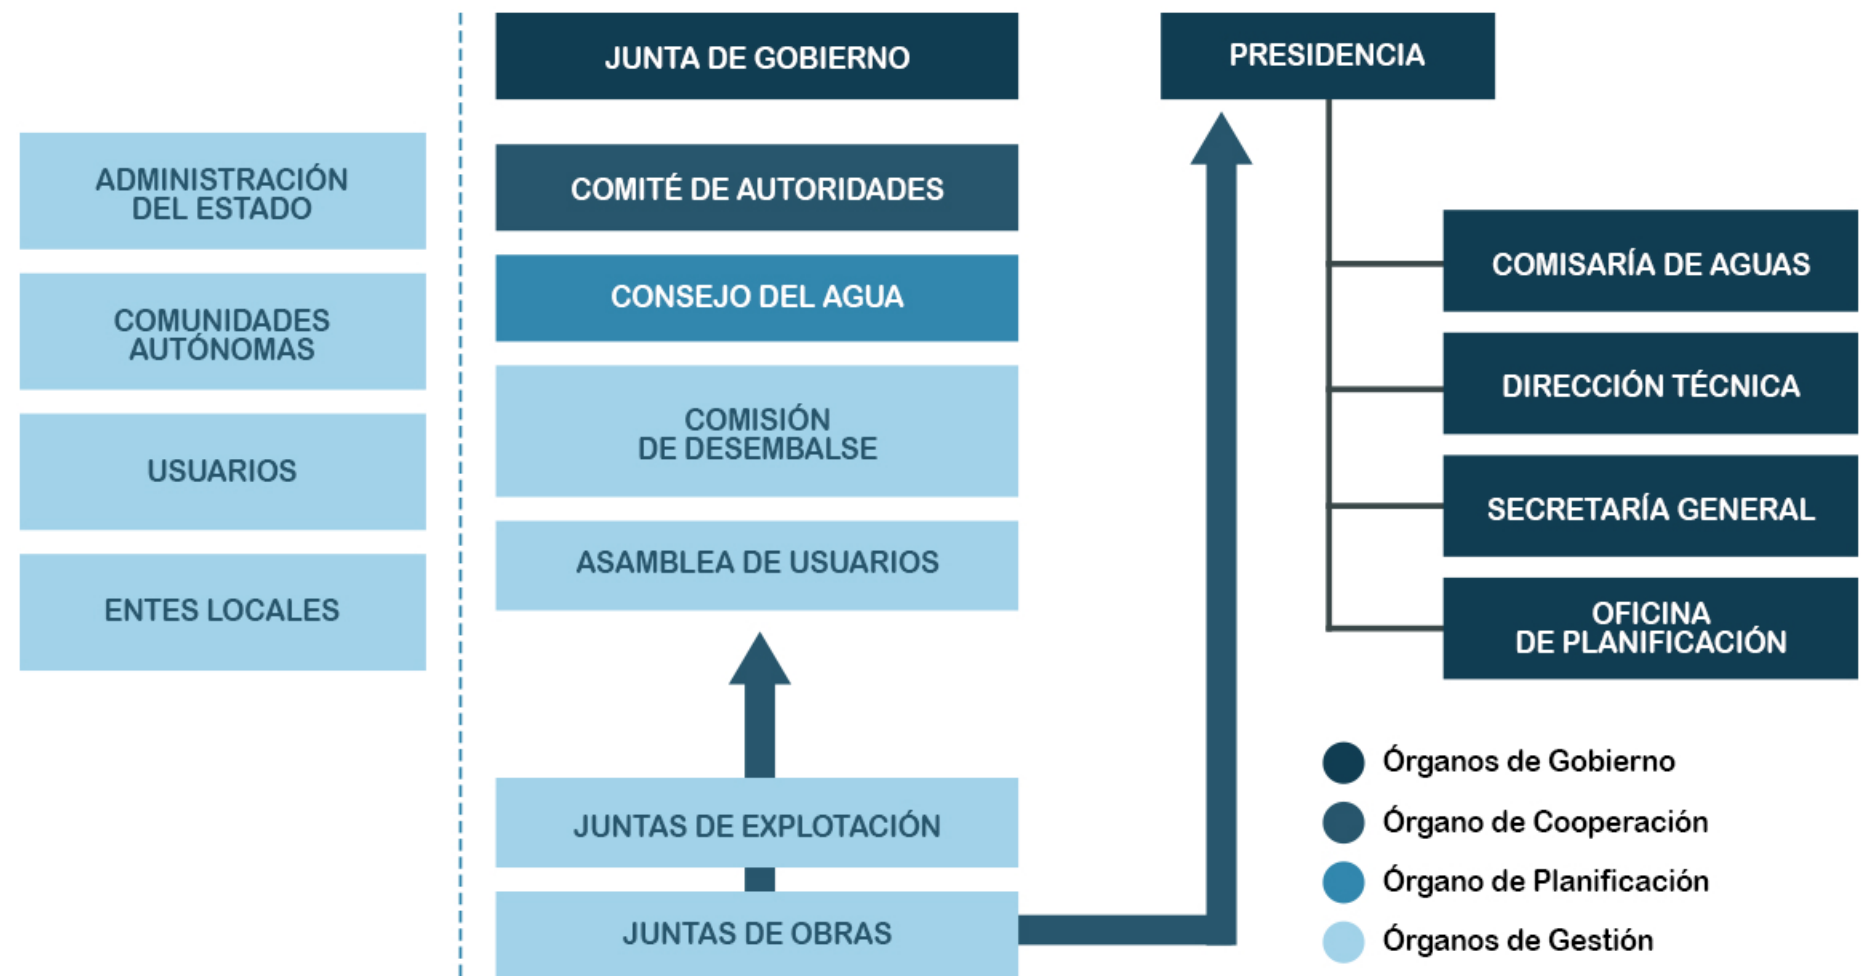 ADMINISTRACIÓN
DEL ESTADO
COMUNIDADES
AUTÓNOMAS
USUARIOS
ENTES LOCALES
JUNTA DE GOBIERNO
COMITÉ DE AUTORIDADES
CONSEJO DEL AGUA
COMISIÓN
DE DESEMBALSE
ASAMBLEA DE USUARIOS
JUNTAS DE EXPLOTACIÓN
JUNTAS DE OBRAS
PRESIDENCIA
COMISARÍA DE AGUAS
DIRECCIÓN TÉCNICA
SECRETARÍA GENERAL
OFICINA
DE PLANIFICACIÓN
Órganos de Gobierno
Órgano de Cooperación
Órgano de Planificación
Órganos de Gestión